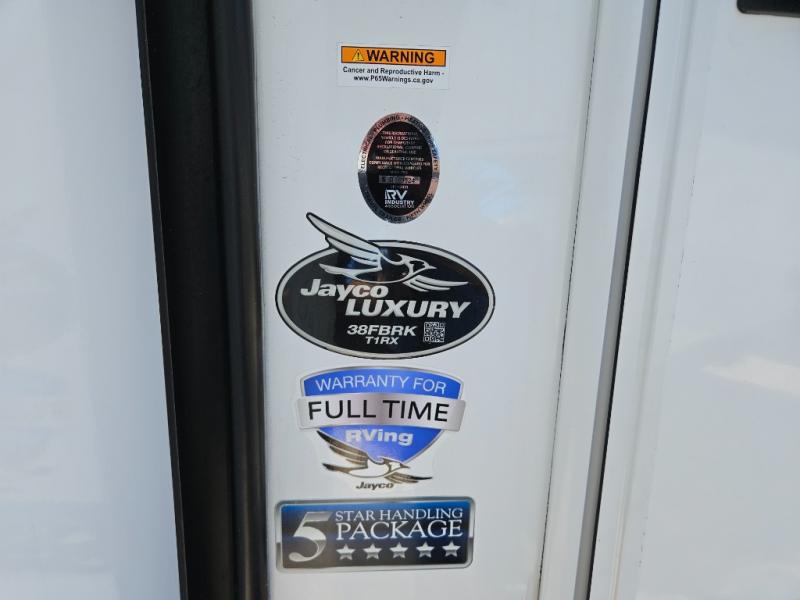 WARNING
Cancer and Reproductive Harm -
www.P65Warnings.ca.gov
RV
INDUSTRY
ASSOCIATION
Jayco
LUXURY
38FBRK
T1RX
WARRANTY FOR
FULL TIME
RVing
Jayco
5 STAR HANDLING
PACKAGE